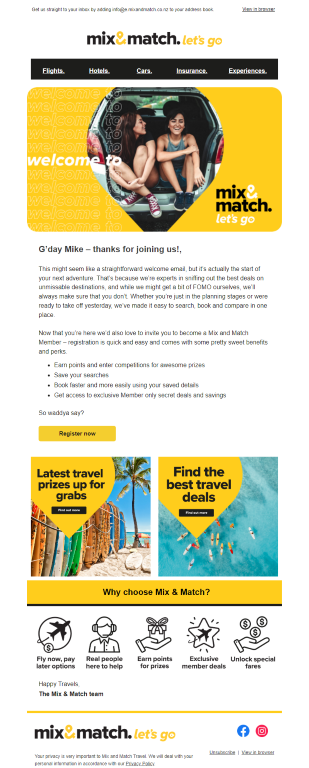 Get us straight to your inbox by adding info@e.mixandmatch.co.nz to your address book
View in browser
mix&match. let's go
Flights. Hotels. Cars. Insurance. Experiences.
welcome to
welcome to
welcome to
welcome to
welcome to
welcome to
welcome to
mix&
match.
let's go
G'day Mike – thanks for joining us!,
This might seem like a straightforward welcome email, but it's actually the start of
your next adventure. That's because we're experts in sniffing out the best deals on
unmissable destinations, and while we might get a bit of FOMO ourselves, we'll
always make sure that you don't. Whether you're just in the planning stages or were
ready to take off yesterday, we've made it easy to search, book and compare in one
place.
Now that you're here we'd also love to invite you to become a Mix and Match
Member – registration is quick and easy and comes with some pretty sweet benefits
and perks.
• Earn points and enter competitions for awesome prizes
• Save your searches
• Book faster and more easily using your saved details
• Get access to exclusive Member only secret deals and savings
So waddya say?
Register now
Latest travel
prizes up for
grabs
Find out more
Find the
best travel
deals
Find out more
Why choose Mix & Match?
Fly now, pay
later options
Real people
here to help
Earn points
for prizes
Exclusive
member deals
Unlock special
fares
Happy Travels,
The Mix & Match team
mix&match. let's go
Unsubscribe | View in browser
Your privacy is very important to Mix and Match Travel. We will deal with your
personal information in accordance with our Privacy Policy